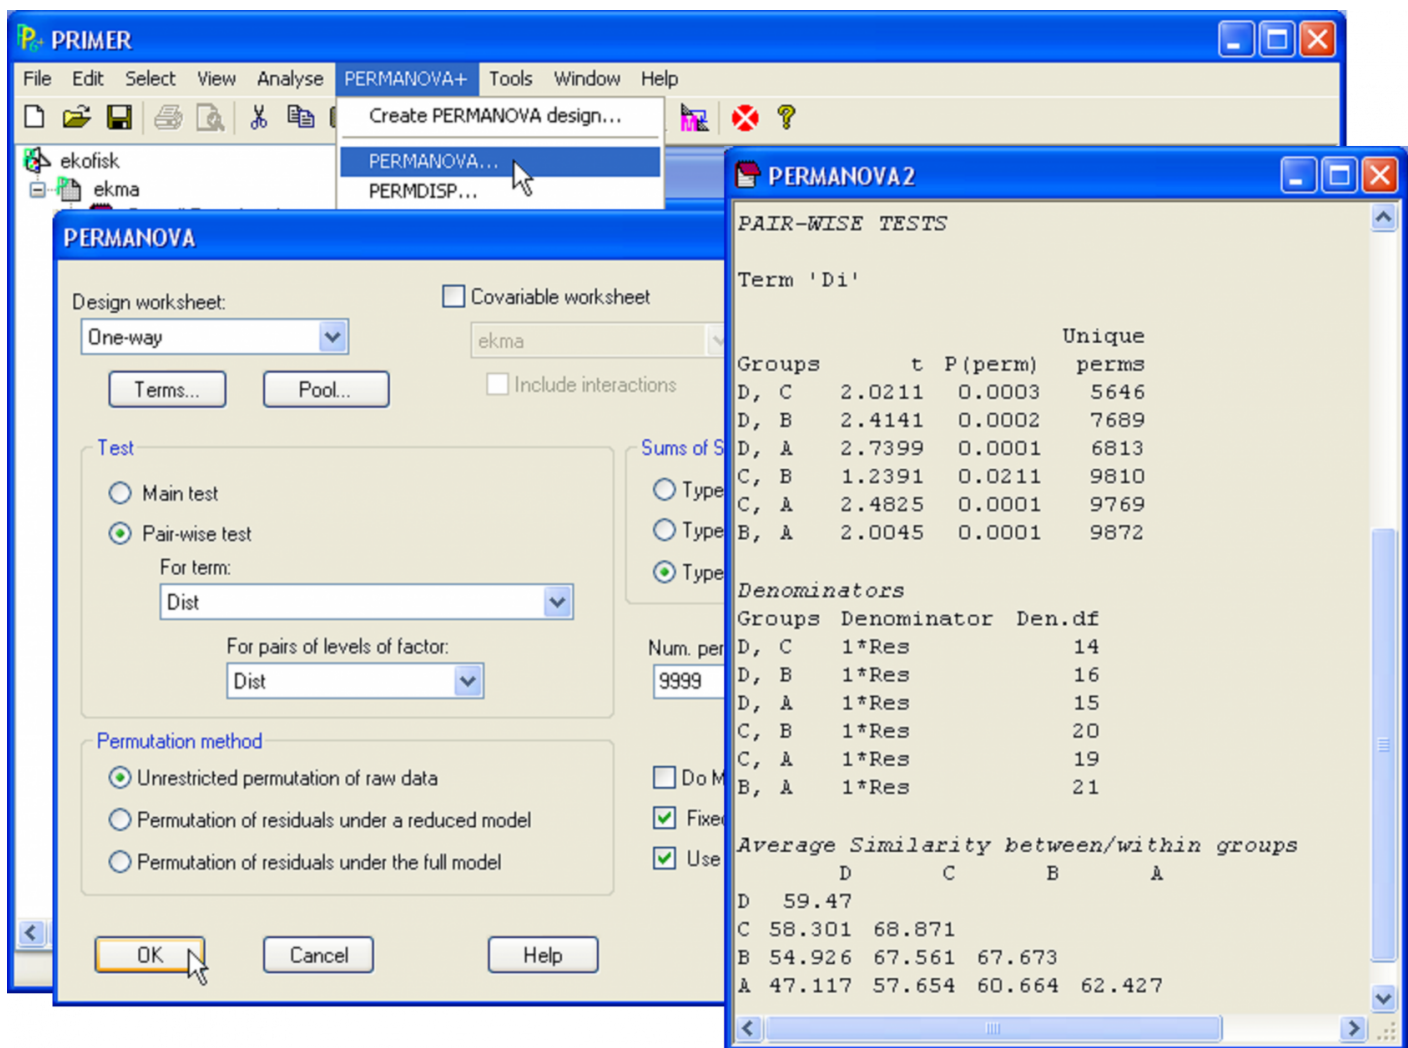 PRIMER
File Edit Select View Analyse PERMANOVA+ Tools Window Help
Create PERMANOVA design...
PERMANOVA...
PERMDISP...
ekofisk
ekma
PERMANOVA
Design worksheet:
One-way
Covariable worksheet
ekma
Include interactions
Terms...
Pool...
Test
Main test
Pair-wise test
For term:
Dist
For pairs of levels of factor:
Dist
Sums of S
Type
Type
Type
Num. per
9999
Permutation method
Unrestricted permutation of raw data
Permutation of residuals under a reduced model
Permutation of residuals under the full model
Do M
Fixed
Use
OK
Cancel
Help
PERMANOVA2
PAIR-WISE TESTS
Term 'Di'
Unique
Groups t P(perm) perms
D, C 2.0211 0.0003 5646
D, B 2.4141 0.0002 7689
D, A 2.7399 0.0001 6813
C, B 1.2391 0.0211 9810
C, A 2.4825 0.0001 9769
B, A 2.0045 0.0001 9872
Denominators
Groups Denominator Den.df
D, C 1*Res 14
D, B 1*Res 16
D, A 1*Res 15
C, B 1*Res 20
C, A 1*Res 19
B, A 1*Res 21
Average Similarity between/within groups
D C B A
D 59.47
C 58.301 68.871
B 54.926 67.561 67.673
A 47.117 57.654 60.664 62.427